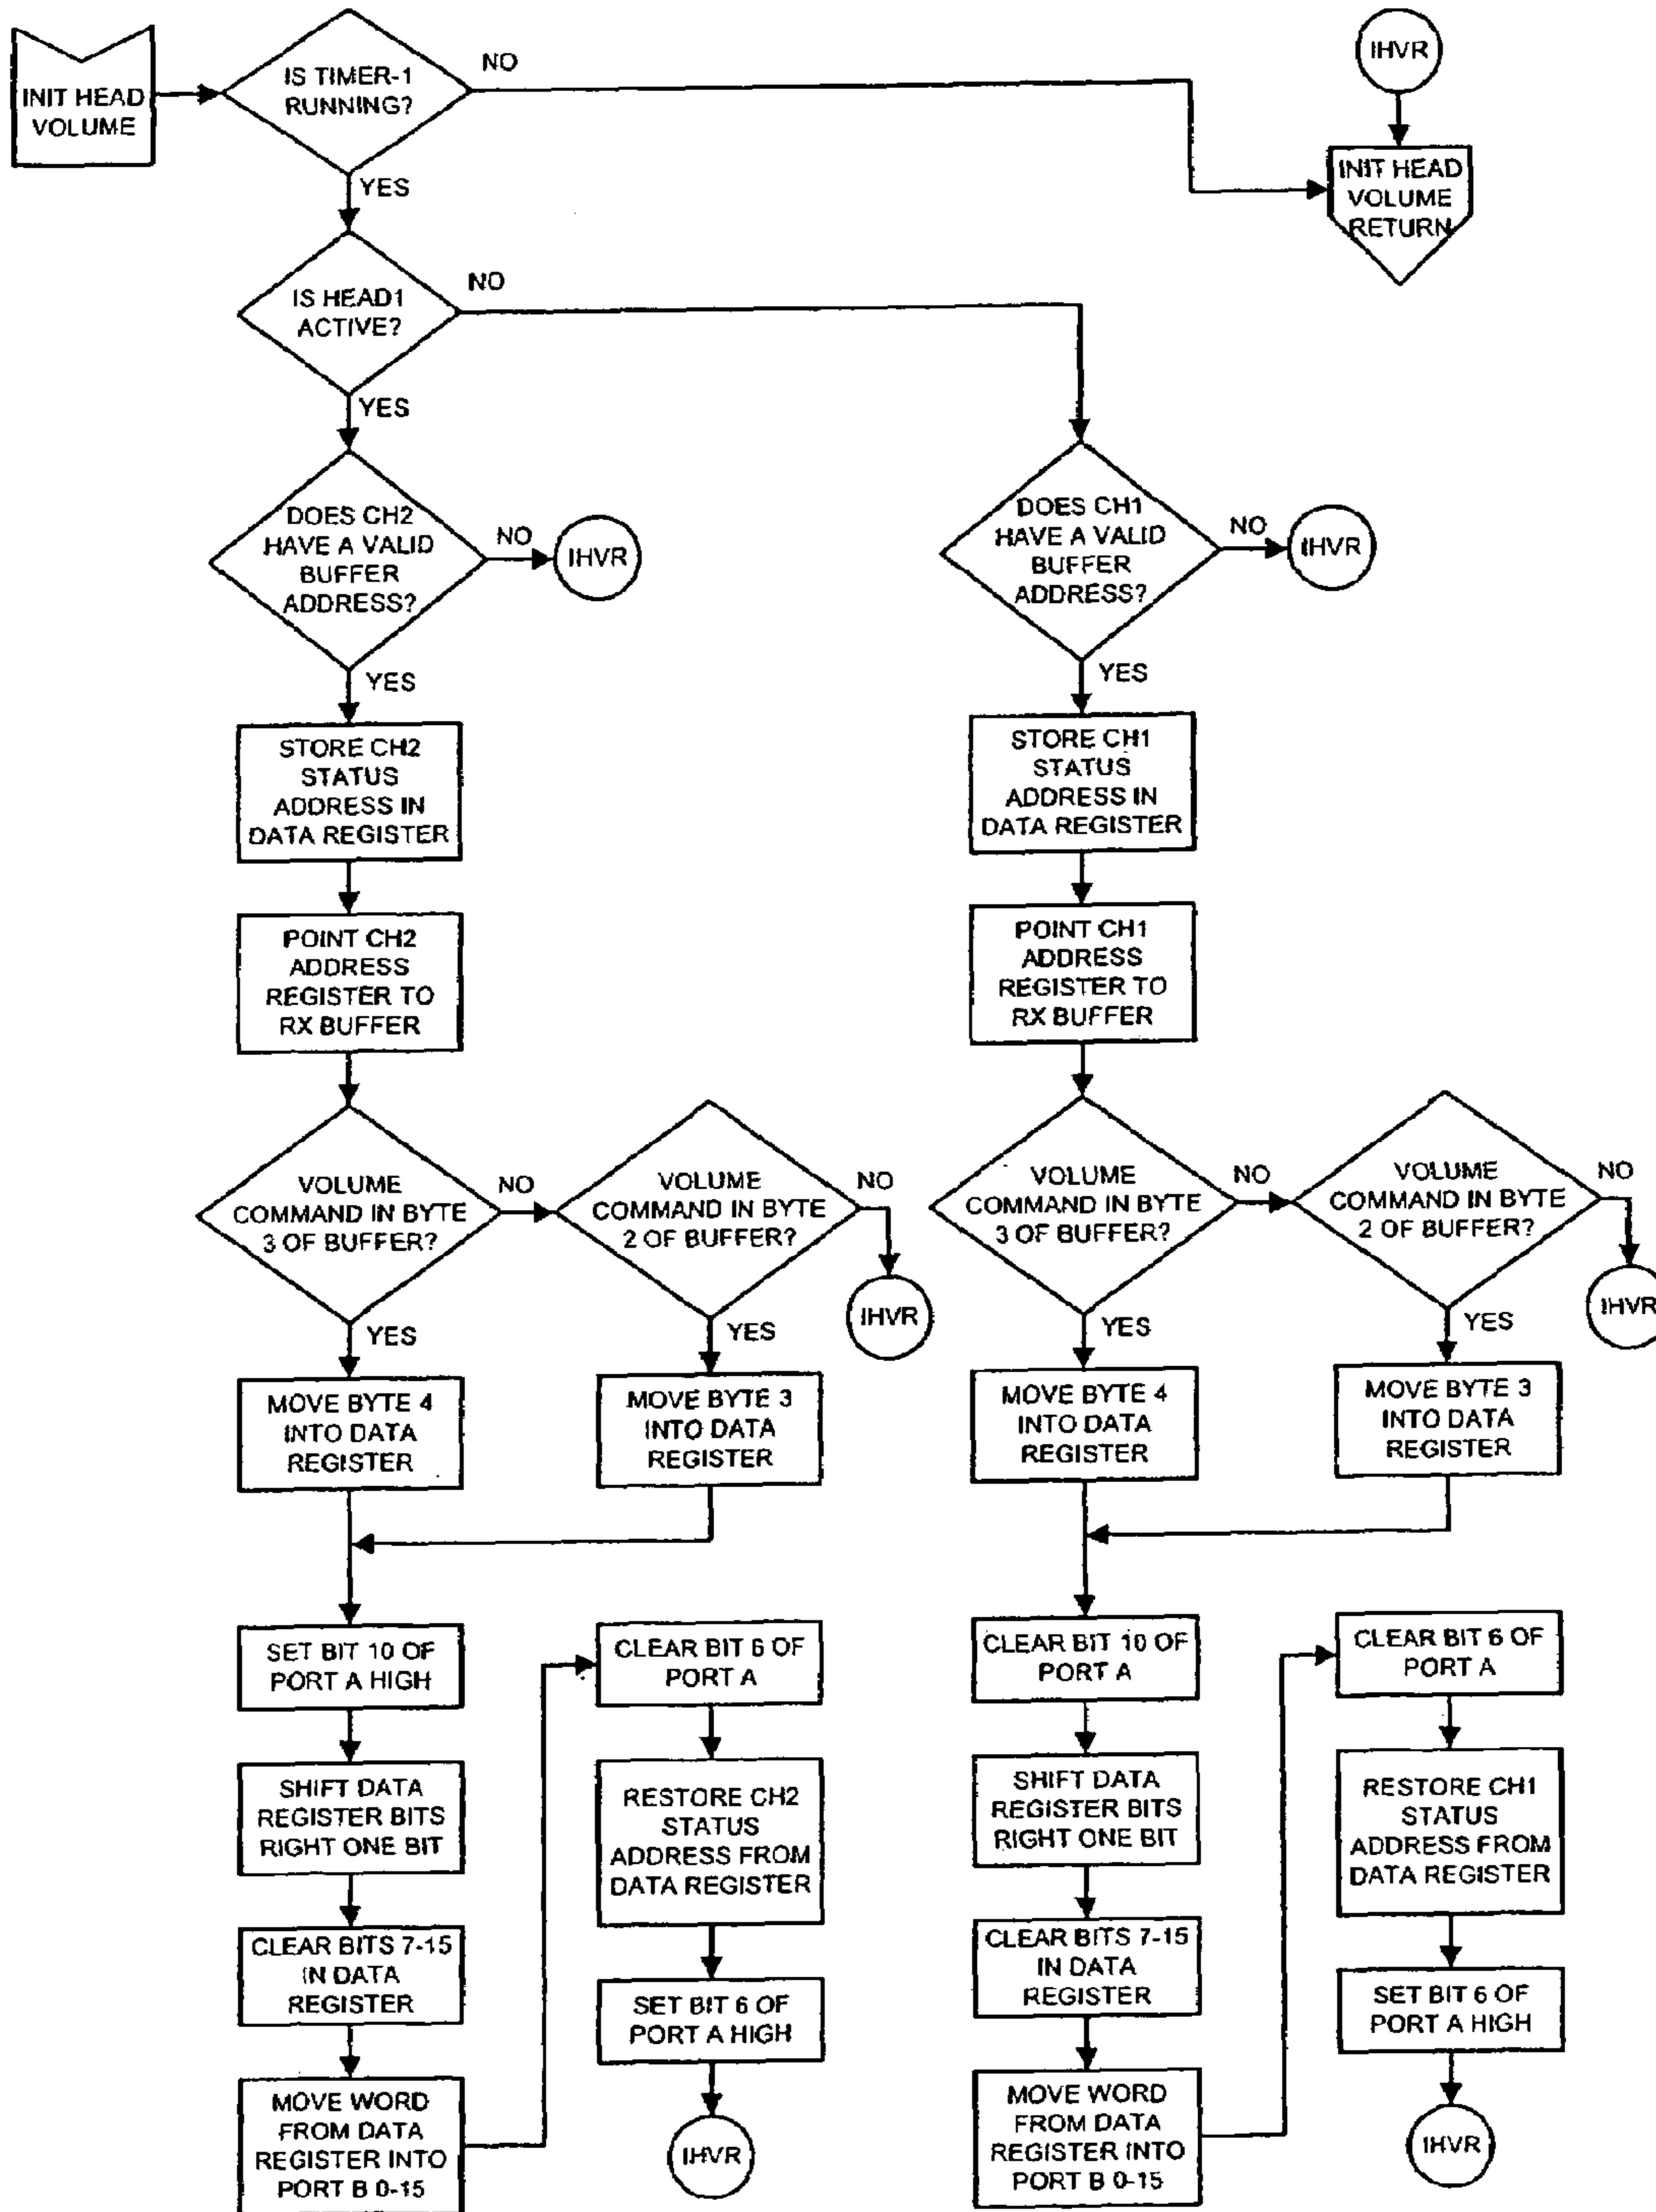 INIT HEAD
VOLUME
IS TIMER-1
RUNNING?
NO
YES
IHVR
INIT HEAD
VOLUME
RETURN
IS HEAD1
ACTIVE?
NO
YES
DOES CH2
HAVE A VALID
BUFFER
ADDRESS?
NO
IHVR
YES
STORE CH2
STATUS
ADDRESS IN
DATA REGISTER
POINT CH2
ADDRESS
REGISTER TO
RX BUFFER
VOLUME
COMMAND IN BYTE
3 OF BUFFER?
NO
YES
VOLUME
COMMAND IN BYTE
2 OF BUFFER?
NO
IHVR
YES
MOVE BYTE 4
INTO DATA
REGISTER
MOVE BYTE 3
INTO DATA
REGISTER
SET BIT 10 OF
PORT A HIGH
SHIFT DATA
REGISTER BITS
RIGHT ONE BIT
CLEAR BITS 7-15
IN DATA
REGISTER
MOVE WORD
FROM DATA
REGISTER INTO
PORT B 0-15
CLEAR BIT 6 OF
PORT A
RESTORE CH2
STATUS
ADDRESS FROM
DATA REGISTER
SET BIT 6 OF
PORT A HIGH
IHVR
DOES CH1
HAVE A VALID
BUFFER
ADDRESS?
NO
IHVR
YES
STORE CH1
STATUS
ADDRESS IN
DATA REGISTER
POINT CH1
ADDRESS
REGISTER TO
RX BUFFER
VOLUME
COMMAND IN BYTE
3 OF BUFFER?
NO
YES
VOLUME
COMMAND IN BYTE
2 OF BUFFER?
NO
IHVR
YES
MOVE BYTE 4
INTO DATA
REGISTER
MOVE BYTE 3
INTO DATA
REGISTER
CLEAR BIT 10 OF
PORT A
SHIFT DATA
REGISTER BITS
RIGHT ONE BIT
CLEAR BITS 7-15
IN DATA
REGISTER
MOVE WORD
FROM DATA
REGISTER INTO
PORT B 0-15
CLEAR BIT 6 OF
PORT A
RESTORE CH1
STATUS
ADDRESS FROM
DATA REGISTER
SET BIT 6 OF
PORT A HIGH
IHVR